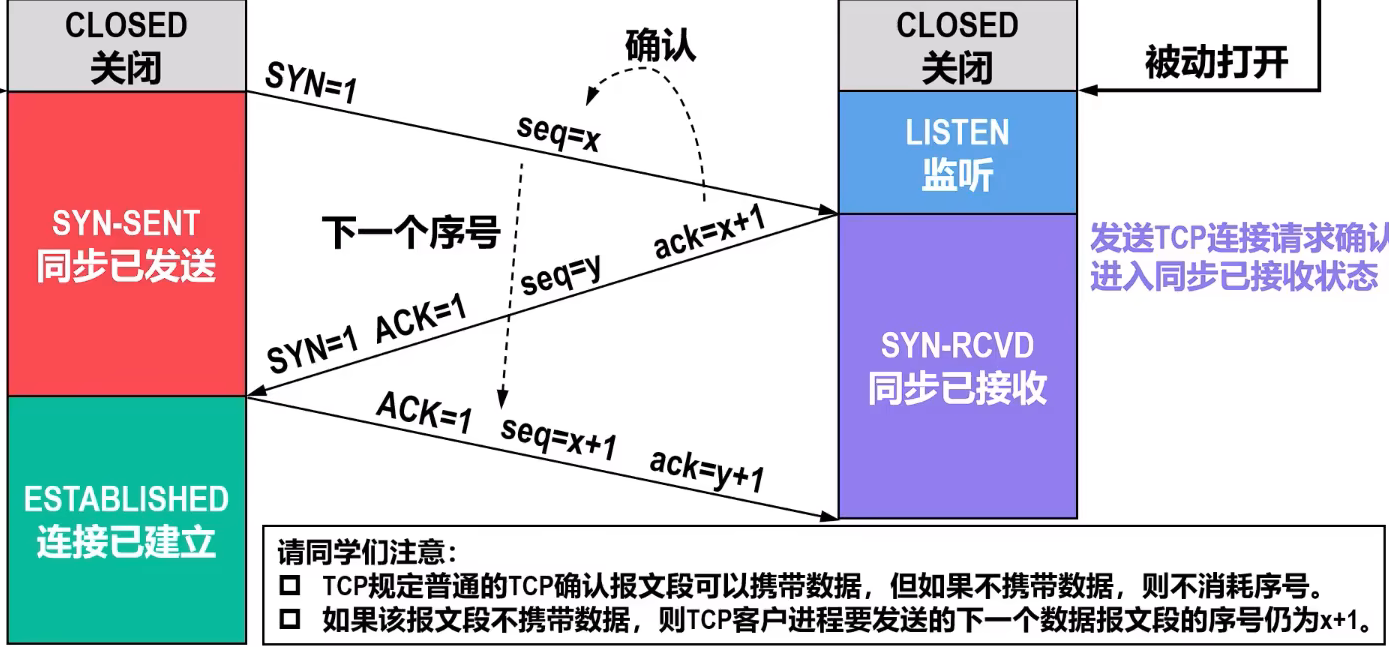 CLOSED
关闭
SYN=1
seq=x
确认
CLOSED
关闭
被动打开
LISTEN
监听
SYN-SENT
同步已发送
下一个序号
ack=x+1
seq=y
SYN=1 ACK=1
发送TCP连接请求确认
进入同步已接收状态
SYN-RCVD
同步已接收
ACK=1 seq=x+1 ack=y+1
ESTABLISHED
连接已建立
请同学们注意：
TCP规定普通的TCP确认报文段可以携带数据，但如果不携带数据，则不消耗序号。
如果该报文段不携带数据，则TCP客户进程要发送的下一个数据报文段的序号仍为x+1。